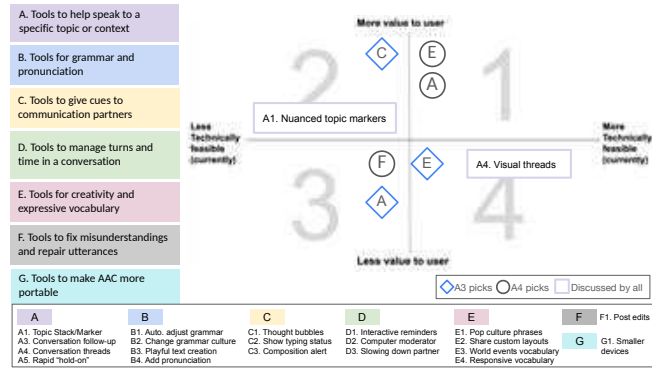 A. Tools to help speak to a
specific topic or context
B. Tools for grammar and
pronunciation
C. Tools to give cues to
communication partners
D. Tools to manage turns and
time in a conversation
E. Tools for creativity and
expressive vocabulary
F. Tools to fix misunderstandings
and repair utterances
G. Tools to make AAC more
portable
More value to user
2
C
E
1
A
A1. Nuanced topic markers
Less
Technically
feasible
(currently)
More
Technically
feasible
(currently)
F
E
A4. Visual threads
3
A
4
Less value to user
A3 picks
A4 picks
Discussed by all
A
A1. Topic Stack/Marker
A3. Conversation follow-up
A4. Conversation threads
A5. Rapid "hold-on"
B
B1. Auto. adjust grammar
B2. Change grammar culture
B3. Playful text creation
B4. Add pronunciation
C
C1. Thought bubbles
C2. Show typing status
C3. Composition alert
D
D1. Interactive reminders
D2. Computer moderator
D3. Slowing down partner
E
E1. Pop culture phrases
E2. Share custom layouts
E3. World events vocabulary
E4. Responsive vocabulary
F
F1. Post edits
G
G1. Smaller
devices